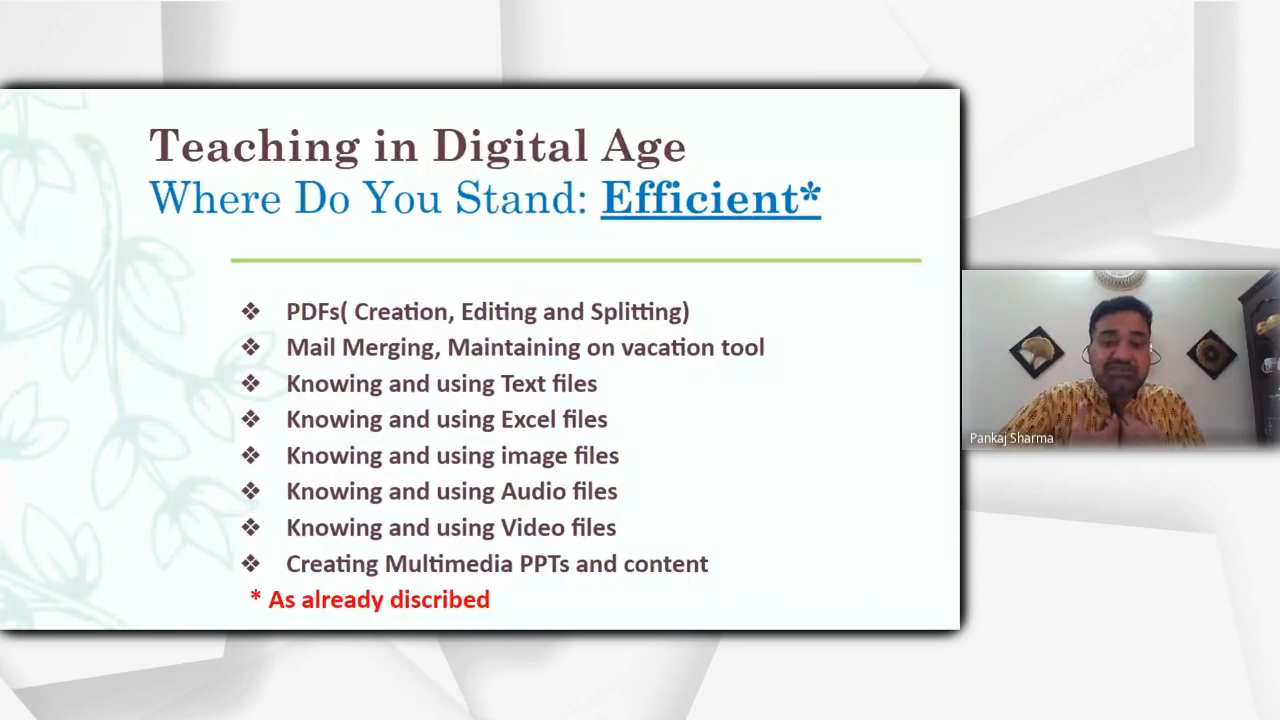 Teaching in Digital Age
Where Do You Stand: Efficient*
❖ PDFs( Creation, Editing and Splitting)
❖ Mail Merging, Maintaining on vacation tool
❖ Knowing and using Text files
❖ Knowing and using Excel files
❖ Knowing and using image files
❖ Knowing and using Audio files
❖ Knowing and using Video files
❖ Creating Multimedia PPTs and content
* As already discribed
Pankaj Sharma